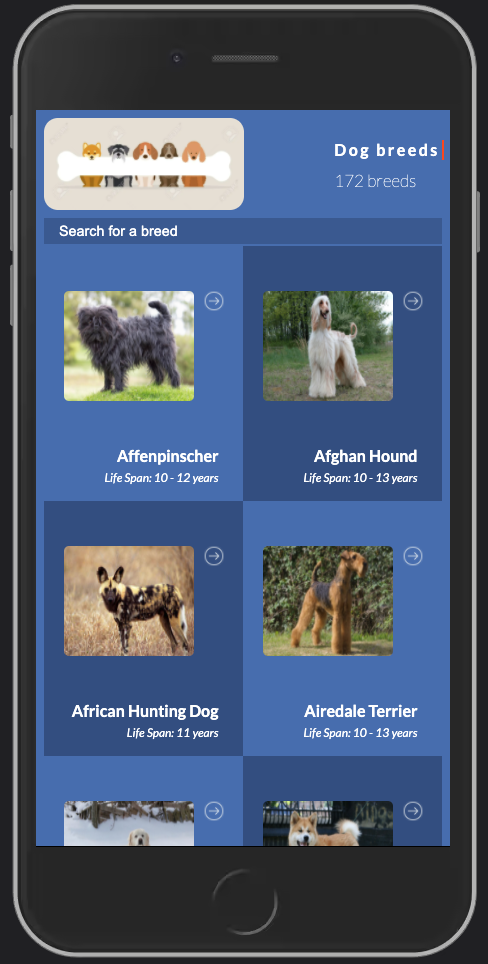 Dog breeds
172 breeds
Search for a breed
Affenpinscher
Life Span: 10 - 12 years
Afghan Hound
Life Span: 10 - 13 years
African Hunting Dog
Life Span: 11 years
Airedale Terrier
Life Span: 10 - 13 years